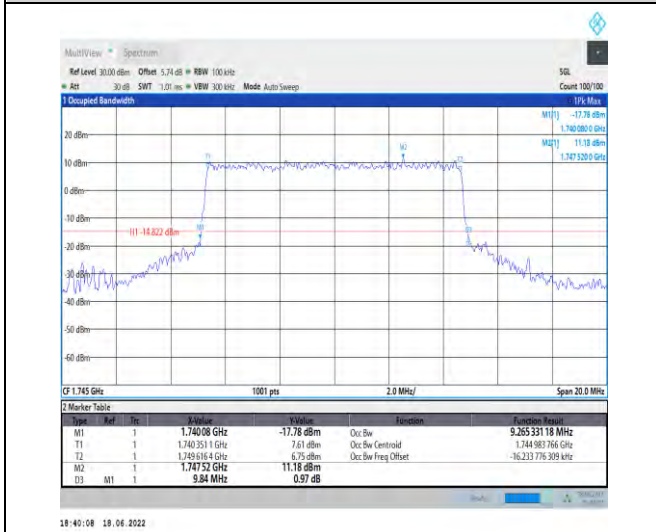 MultiView Spectrum
Ref Level 30.00 dBm Offset 5.74 dB RBW 100 kHz SGL
Att 30 dB SWT 1.01 ms VBW 300 kHz Mode Auto Sweep Count 100/100
1 Occupied Bandwidth 1Pk Max
M1[1] -17.78 dBm
1.740 080 0 GHz
M2[1] 11.18 dBm
1.747 520 0 GHz
20 dBm
T1 M2 T2
10 dBm
0 dBm
-10 dBm
H1 -14.822 dBm M1 D3
-20 dBm
-30 dBm
-40 dBm
-50 dBm
-60 dBm
CF 1.745 GHz 1001 pts 2.0 MHz/ Span 20.0 MHz
2 Marker Table
Type Ref Trc X-Value Y-Value Function Function Result
M1 1 1.740 08 GHz -17.78 dBm Occ Bw 9.265 331 18 MHz
T1 1 1.740 351 1 GHz 7.61 dBm Occ Bw Centroid 1.744 983 766 GHz
T2 1 1.749 616 4 GHz 6.75 dBm Occ Bw Freq Offset -16.233 776 309 kHz
M2 1 1.747 52 GHz 11.18 dBm
D3 M1 1 9.84 MHz 0.97 dB
18:40:08 18.06.2022